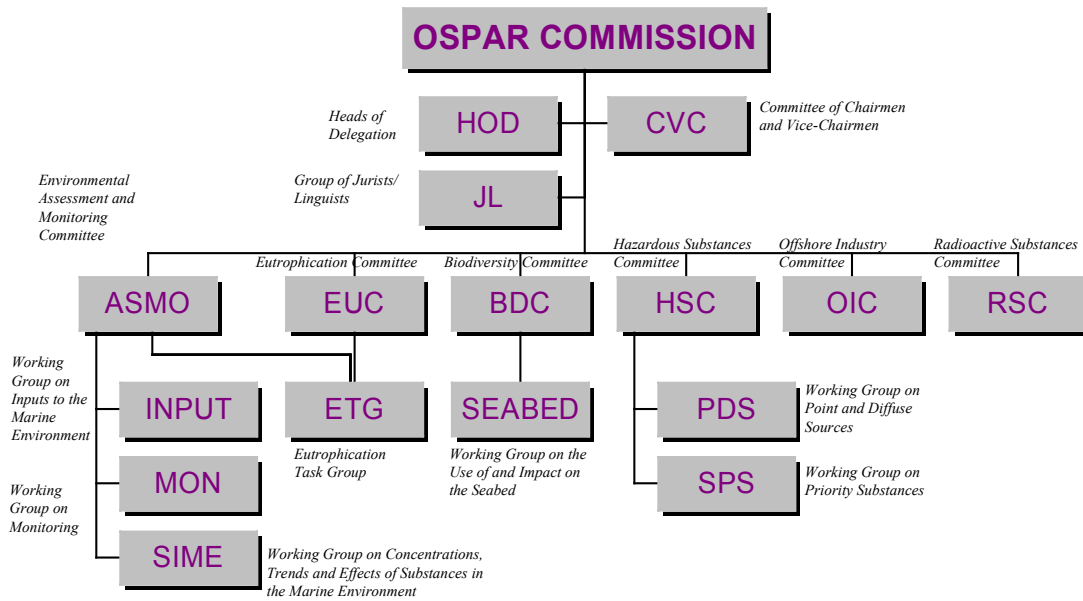 OSPAR COMMISSION
Heads of
Delegation
HOD
CVC
Committee of Chairmen
and Vice-Chairmen
Environmental
Assessment and
Monitoring
Committee
Group of Jurists/
Linguists
JL
Eutrophication Committee
Biodiversity Committee
Hazardous Substances
Committee
Offshore Industry
Committee
Radioactive Substances
Committee
ASMO
EUC
BDC
HSC
OIC
RSC
Working
Group on
Inputs to the
Marine
Environment
INPUT
ETG
Eutrophication
Task Group
SEABED
Working Group on the
Use of and Impact on
the Seabed
PDS
Working Group on
Point and Diffuse
Sources
Working
Group on
Monitoring
MON
SPS
Working Group on
Priority Substances
SIME
Working Group on Concentrations,
Trends and Effects of Substances in
the Marine Environment